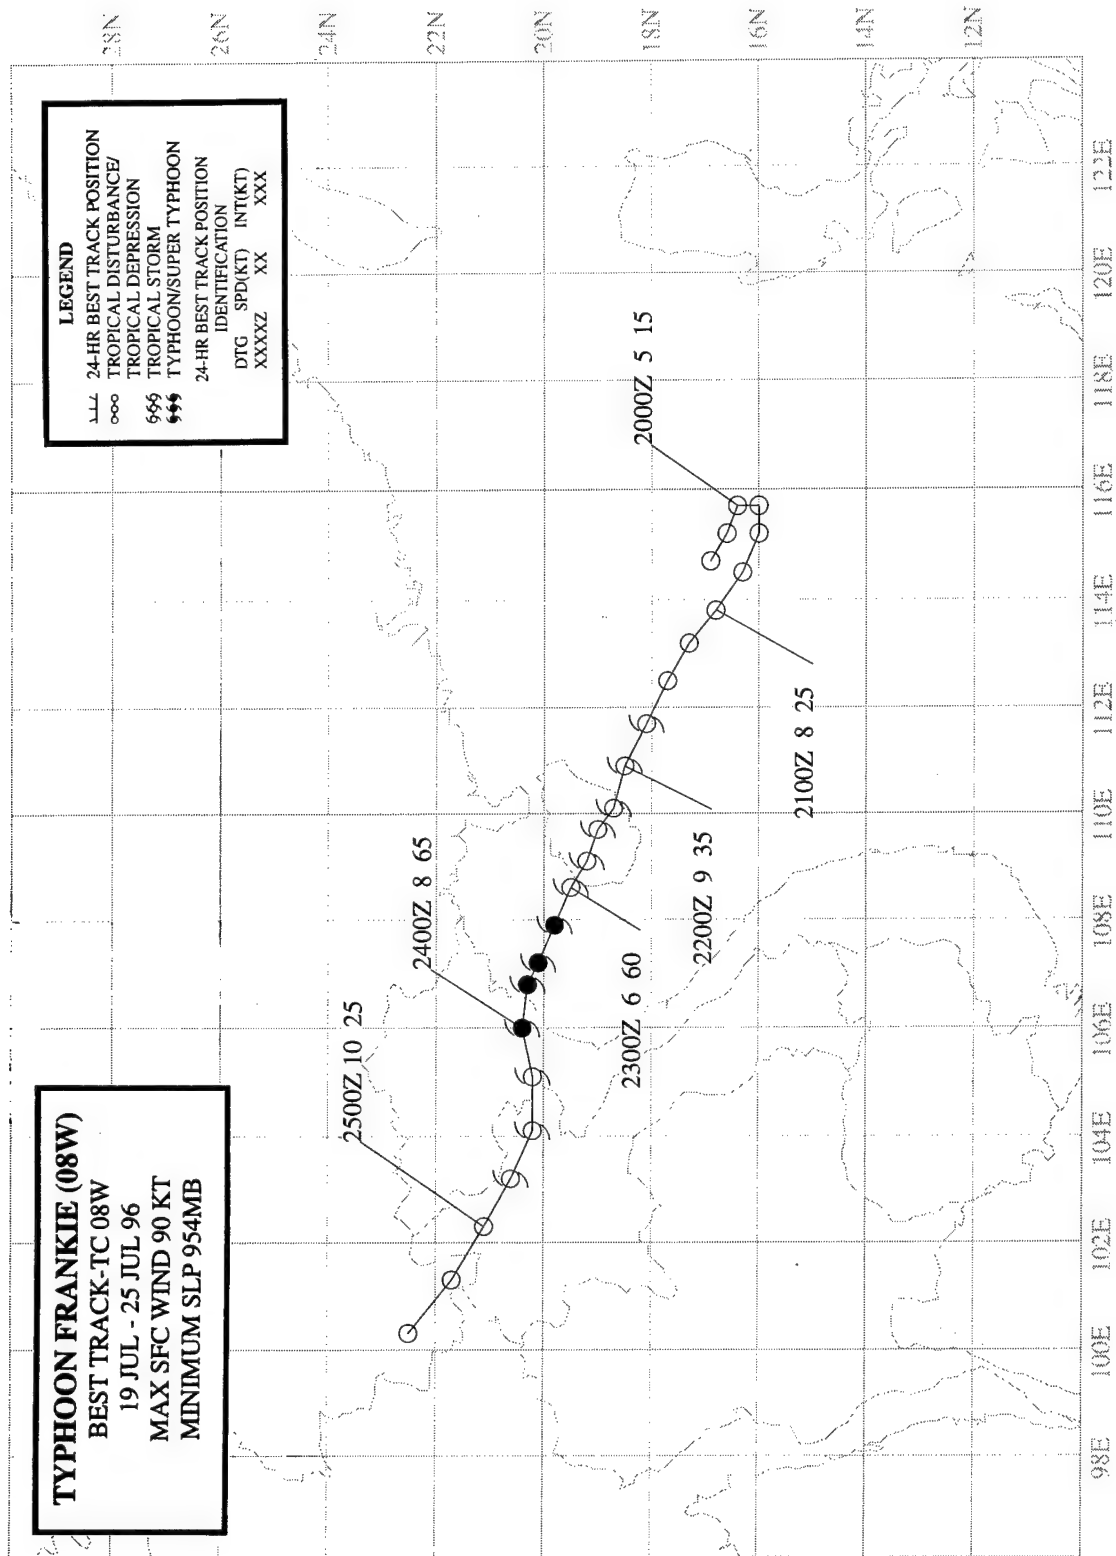 TYPHOON FRANKIE (08W)
BEST TRACK-TC 08W
19 JUL - 25 JUL 96
MAX SFC WIND 90 KT
MINIMUM SLP 954MB
LEGEND
24-HR BEST TRACK POSITION
TROPICAL DISTURBANCE/
TROPICAL DEPRESSION
TROPICAL STORM
TYPHOON/SUPER TYPHOON
24-HR BEST TRACK POSITION
IDENTIFICATION
DTG SPD(KT) INT(KT)
XXXXZ XX XXX
28N
26N
24N
22N
20N
18N
16N
14N
12N
2500Z 10 25
2400Z 8 65
2300Z 6 60
2200Z 9 35
2100Z 8 25
2000Z 5 15
98E
100E
102E
104E
106E
108E
110E
112E
114E
116E
118E
120E
122E